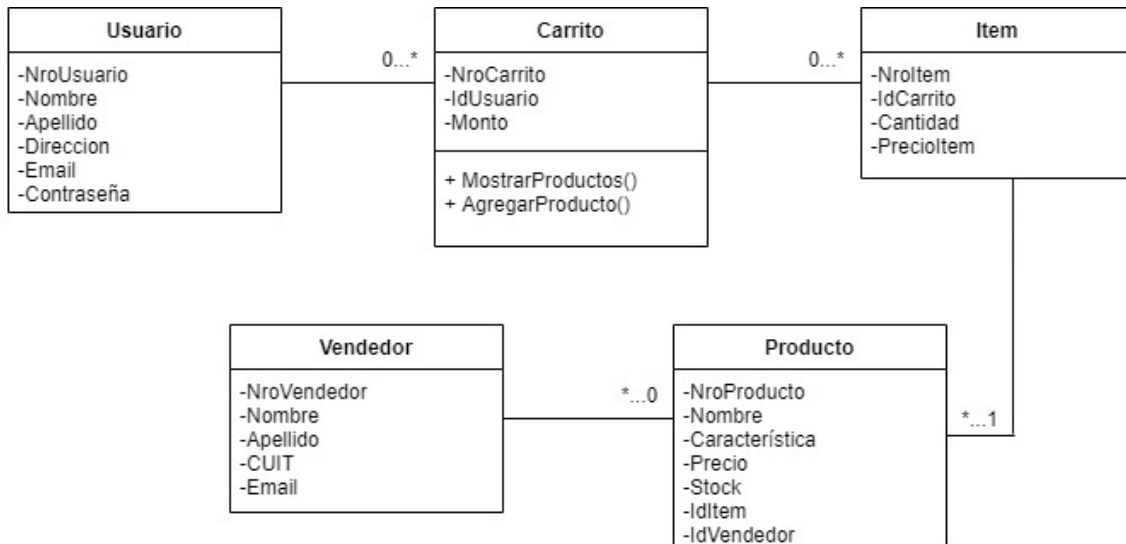 Usuario
-NroUsuario
-Nombre
-Apellido
-Direccion
-Email
-Contraseña
0...*
Carrito
-NroCarrito
-IdUsuario
-Monto
+ MostrarProductos()
+ AgregarProducto()
0...*
Item
-NroItem
-IdCarrito
-Cantidad
-PrecioItem
Vendedor
-NroVendedor
-Nombre
-Apellido
-CUIT
-Email
*...0
Producto
-NroProducto
-Nombre
-Característica
-Precio
-Stock
-IdItem
-IdVendedor
*...1